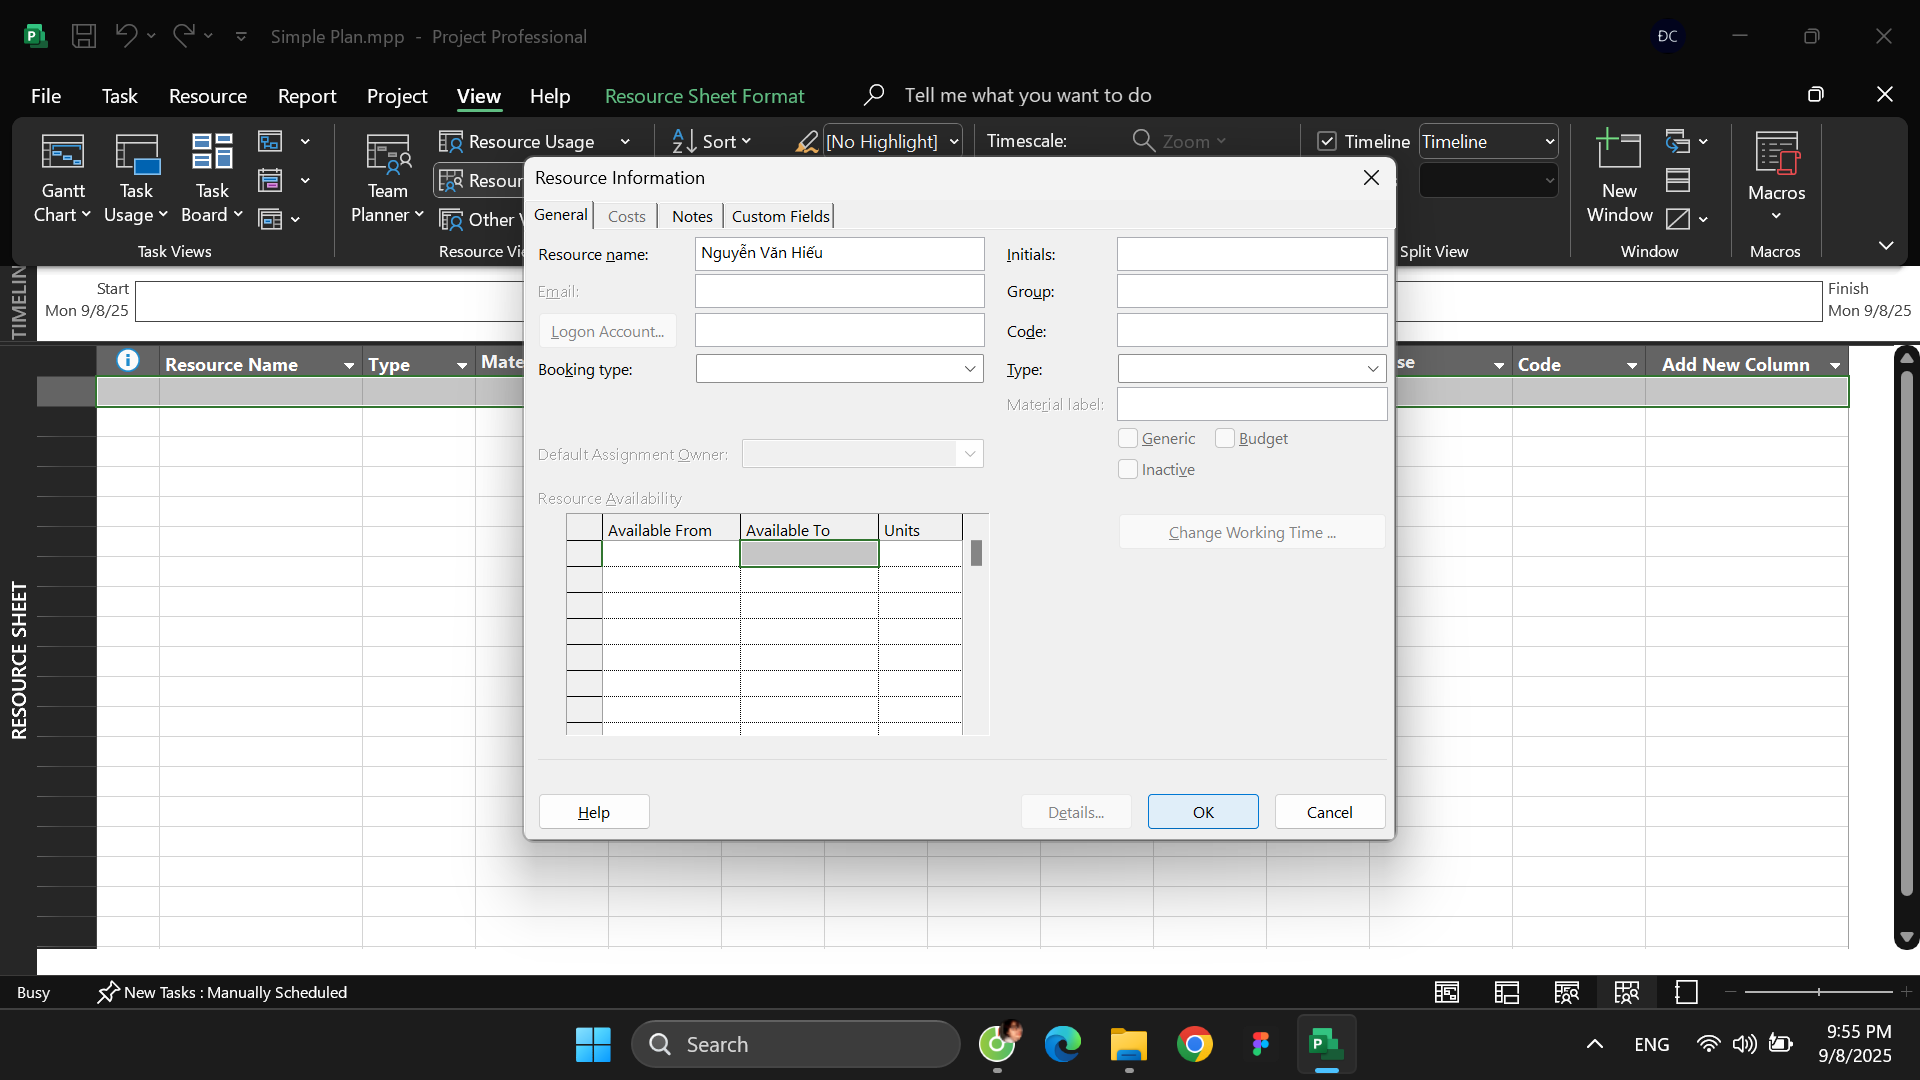 Simple Plan.mpp - Project Professional
ĐC
File Task Resource Report Project View Help Resource Sheet Format Tell me what you want to do
Gantt Chart
Task Usage
Task Board
Task Views
Team Planner
Resource Usage
Resour
Other V
Resource Vie
Sort
[No Highlight]
Timescale:
Zoom
Timeline
Timeline
Split View
New Window
Window
Macros
Macros
TIMELIN
Start
Mon 9/8/25
Finish
Mon 9/8/25
Resource Name Type Mate se Code Add New Column
RESOURCE SHEET
Resource Information
General Costs Notes Custom Fields
Resource name: Nguyễn Văn Hiếu
Initials:
Email:
Group:
Logon Account...
Code:
Booking type:
Type:
Material label:
Generic Budget
Default Assignment Owner:
Inactive
Resource Availability
Available From Available To Units
Change Working Time ...
Help Details... OK Cancel
Busy New Tasks : Manually Scheduled
Search
ENG
9:55 PM
9/8/2025